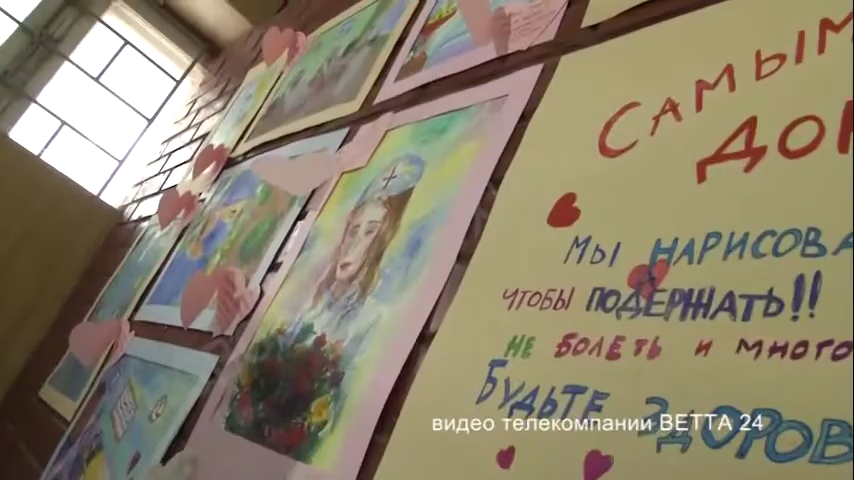 САМЫМ
ДО
МЫ НАРИСОВА
ЧТОБЫ ПОДЕРЖАТЬ!!
НЕ БОЛЕТЬ И МНОГО
БУДЬТЕ ЗДОРОВ
видео телекомпании ВЕТТА 24